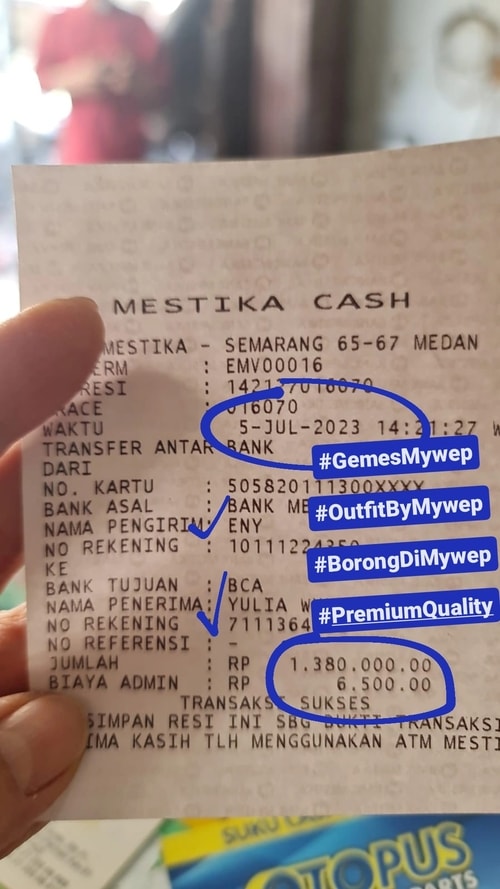 MESTIKA CASH
MESTIKA - SEMARANG 65-67 MEDAN
ERM : EMV00016
RESI :
RACE : 016070
WAKTU 5-JUL-2023 14:21:27 W
TRANSFER ANTAR BANK
#GemesMywep
DARI
NO. KARTU : 505820111300XXXX
BANK ASAL : BANK ME
#OutfitByMywep
NAMA PENGIRIM: ENY
NO REKENING :
KE
#BorongDiMywep
BANK TUJUAN : BCA
NAMA PENERIMA: YULIA W
NO REKENING : 7111364
#PremiumQuality
NO REFERENSI : -
JUMLAH : RP 1.380.000.00
BIAYA ADMIN : RP 6.500.00
TRANSAKSI SUKSES
SIMPAN RESI INI SBG BUKTI TRANSAKSI
IMA KASIH TLH MENGGUNAKAN ATM MESTI
OTOPUS